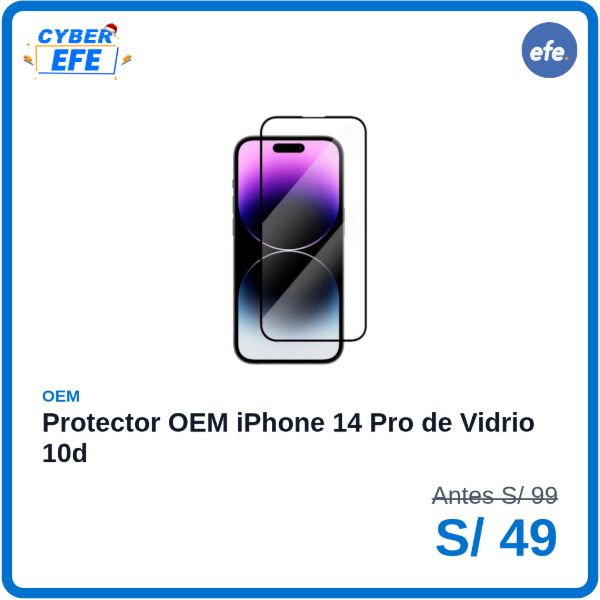 CYBER
EFE
efe.
OEM
Protector OEM iPhone 14 Pro de Vidrio
10d
Antes S/ 99
S/ 49